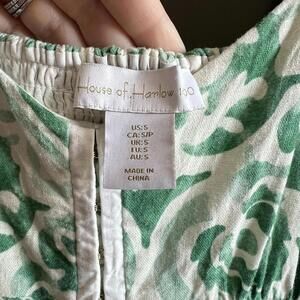 House of Harlow 1960
US:S
CA:S/P
UK:S
EU:S
AU:S
MADE IN
CHINA